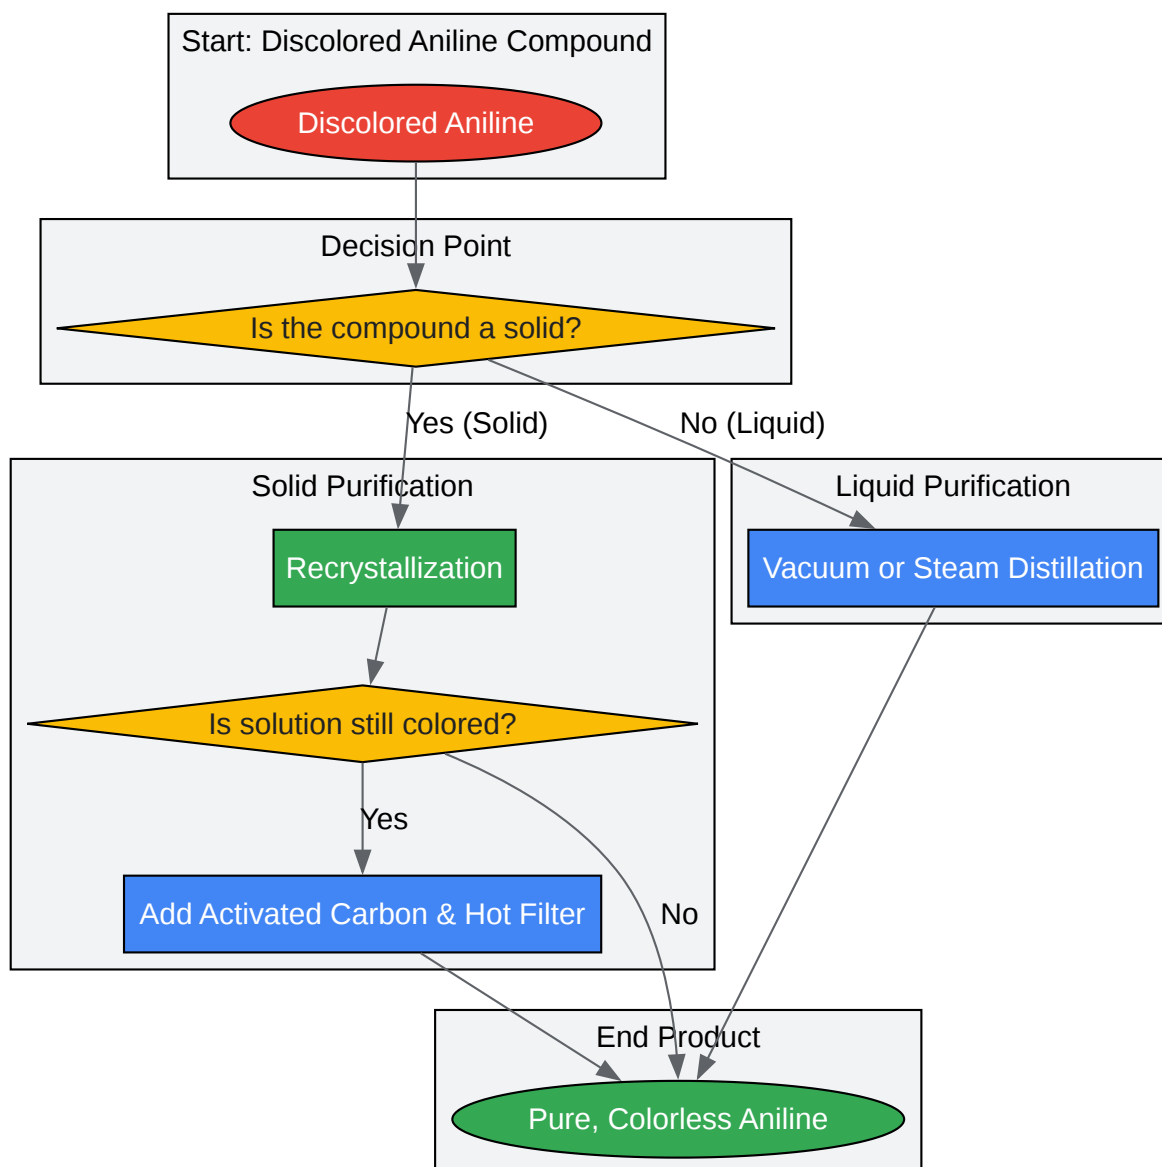 Start: Discolored Aniline Compound
Discolored Aniline
Decision Point
Is the compound a solid?
Yes (Solid)
No (Liquid)
Solid Purification
Liquid Purification
Recrystallization
Vacuum or Steam Distillation
Is solution still colored?
Yes
Add Activated Carbon & Hot Filter
No
End Product
Pure, Colorless Aniline